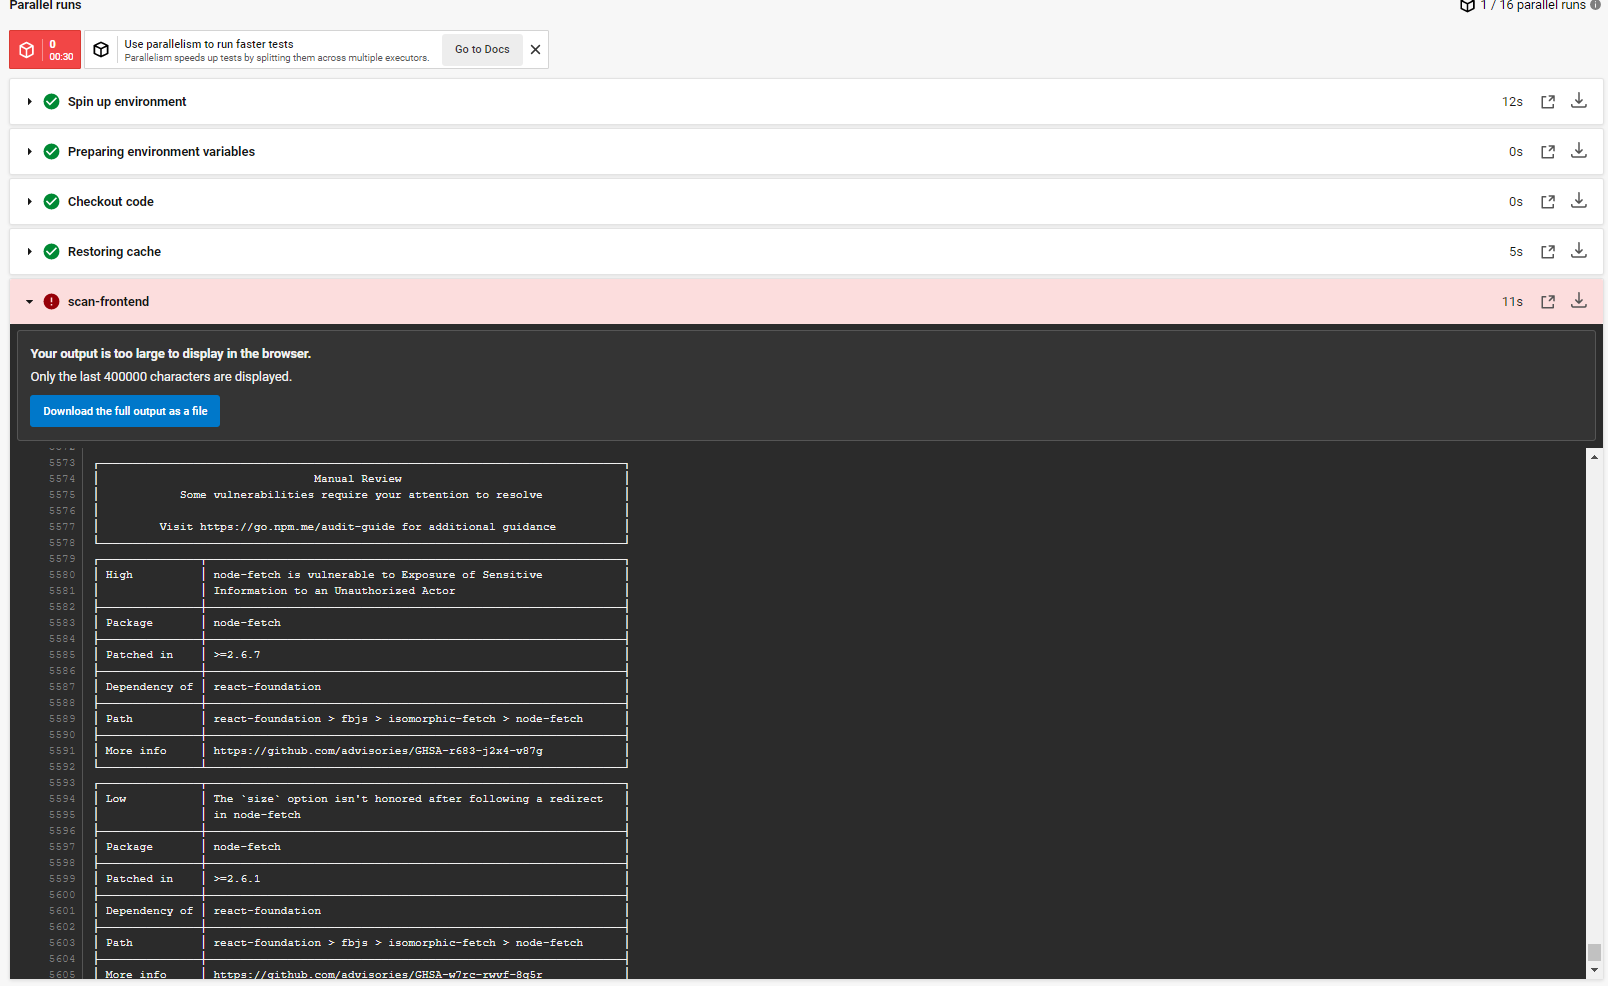 Parallel runs
1 / 16 parallel runs
0
00:30
Use parallelism to run faster tests
Parallelism speeds up tests by splitting them across multiple executors.
Go to Docs
Spin up environment
12s
Preparing environment variables
0s
Checkout code
0s
Restoring cache
5s
scan-frontend
11s
Your output is too large to display in the browser.
Only the last 400000 characters are displayed.
Download the full output as a file
5572
5573
5574 Manual Review
5575 Some vulnerabilities require your attention to resolve
5576
5577 Visit https://go.npm.me/audit-guide for additional guidance
5578
5579
5580 High node-fetch is vulnerable to Exposure of Sensitive
5581 Information to an Unauthorized Actor
5582
5583 Package node-fetch
5584
5585 Patched in >=2.6.7
5586
5587 Dependency of react-foundation
5588
5589 Path react-foundation > fbjs > isomorphic-fetch > node-fetch
5590
5591 More info https://github.com/advisories/GHSA-r683-j2x4-v87g
5592
5593
5594 Low The `size` option isn't honored after following a redirect
5595 in node-fetch
5596
5597 Package node-fetch
5598
5599 Patched in >=2.6.1
5600
5601 Dependency of react-foundation
5602
5603 Path react-foundation > fbjs > isomorphic-fetch > node-fetch
5604
5605 More info https://github.com/advisories/GHSA-w7rc-rwvf-8q5r